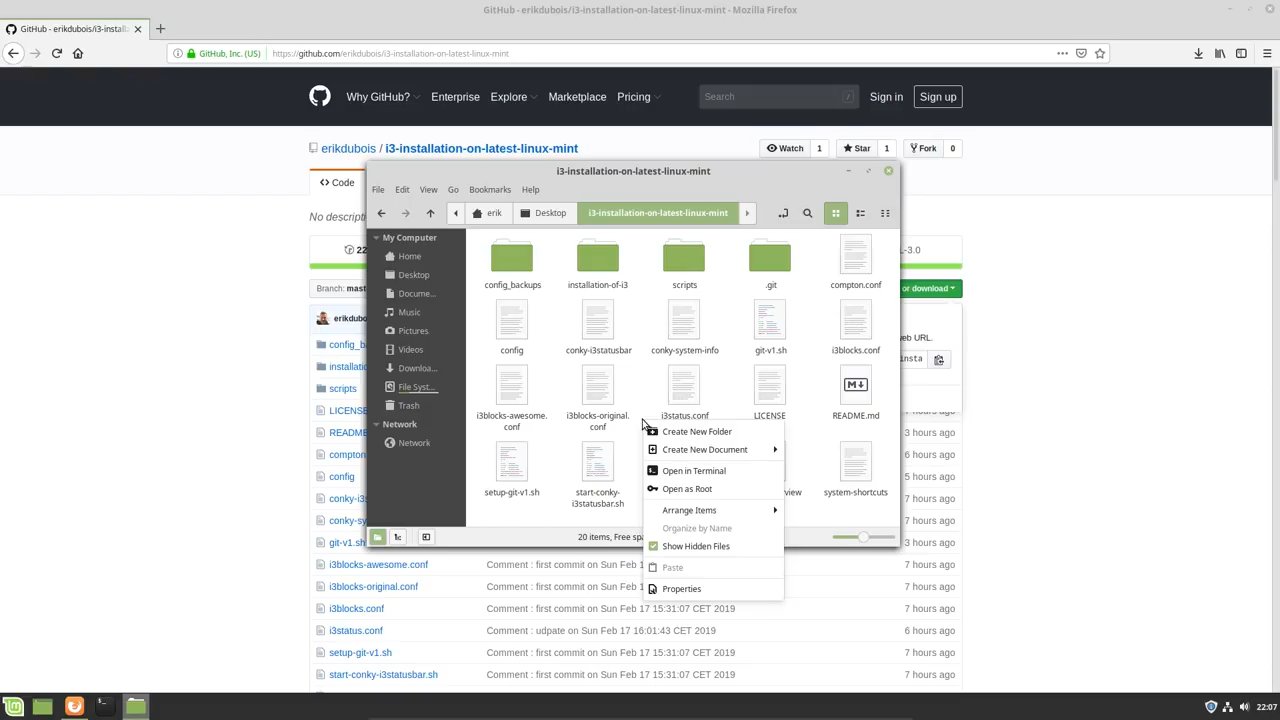 GitHub - erikdubois/i3-installation-on-latest-linux-mint - Mozilla Firefox
GitHub - erikdubois/i3-install
GitHub, Inc. (US) https://github.com/erikdubois/i3-installation-on-latest-linux-mint
Why GitHub? Enterprise Explore Marketplace Pricing Search / Sign in Sign up
erikdubois / i3-installation-on-latest-linux-mint Watch 1 Star 1 Fork 0
Code
i3-installation-on-latest-linux-mint
File Edit View Go Bookmarks Help
erik Desktop i3-installation-on-latest-linux-mint
My Computer
Home
Desktop
Docume...
Music
Pictures
Videos
Downloa...
File Syst...
Trash
Network
Network
config_backups installation-of-i3 scripts .git compton.conf
config conky-i3statusbar conky-system-info git-v1.sh i3blocks.conf
i3blocks-awesome.conf i3blocks-original.conf i3status.conf LICENSE README.md
setup-git-v1.sh start-conky-i3statusbar.sh view system-shortcuts
20 items, Free spa
Create New Folder
Create New Document
Open in Terminal
Open as Root
Arrange Items
Organize by Name
Show Hidden Files
Paste
Properties
No descripti
22
L-3.0
Branch: mast
or download
erikdubo
web URL.
insta
config_b
installatio
scripts
LICENSE
README 3 hours ago
compton 6 hours ago
config 7 hours ago
conky-i3 7 hours ago
conky-sy 7 hours ago
git-v1.sh 7 hours ago
i3blocks-awesome.conf Comment : first commit on Sun Feb 17 7 hours ago
i3blocks-original.conf Comment : first commit on Sun Feb 17 7 hours ago
i3blocks.conf Comment : first commit on Sun Feb 17 15:31:07 CET 2019 7 hours ago
i3status.conf Comment : udpate on Sun Feb 17 16:01:43 CET 2019 6 hours ago
setup-git-v1.sh Comment : first commit on Sun Feb 17 15:31:07 CET 2019 7 hours ago
start-conky-i3statusbar.sh Comment : first commit on Sun Feb 17 15:31:07 CET 2019 7 hours ago
22:07